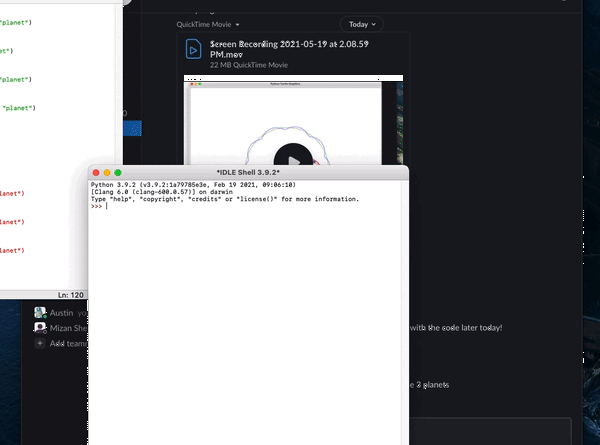 "planet")
et")
"planet")
"planet")
lanet")
lanet")
lanet")
Ln: 120
QuickTime Movie
Today
Screen Recording 2021-05-19 at 2.08.59
PM.mov
22 MB QuickTime Movie
Python Turtle Graphics
*IDLE Shell 3.9.2*
Python 3.9.2 (v3.9.2:1a79785e3e, Feb 19 2021, 09:06:10)
[Clang 6.0 (clang-600.0.57)] on darwin
Type "help", "copyright", "credits" or "license()" for more information.
>>>
Austin yo
Mizan She
Add team
with the code later today!
e 3 planets